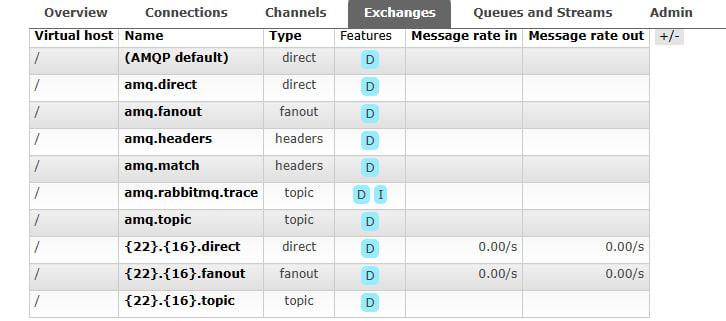 Overview Connections Channels Exchanges Queues and Streams Admin
Virtual host Name Type Features Message rate in Message rate out +/-
/ (AMQP default) direct D
/ amq.direct direct D
/ amq.fanout fanout D
/ amq.headers headers D
/ amq.match headers D
/ amq.rabbitmq.trace topic D I
/ amq.topic topic D
/ {22}.{16}.direct direct D 0.00/s 0.00/s
/ {22}.{16}.fanout fanout D 0.00/s 0.00/s
/ {22}.{16}.topic topic D